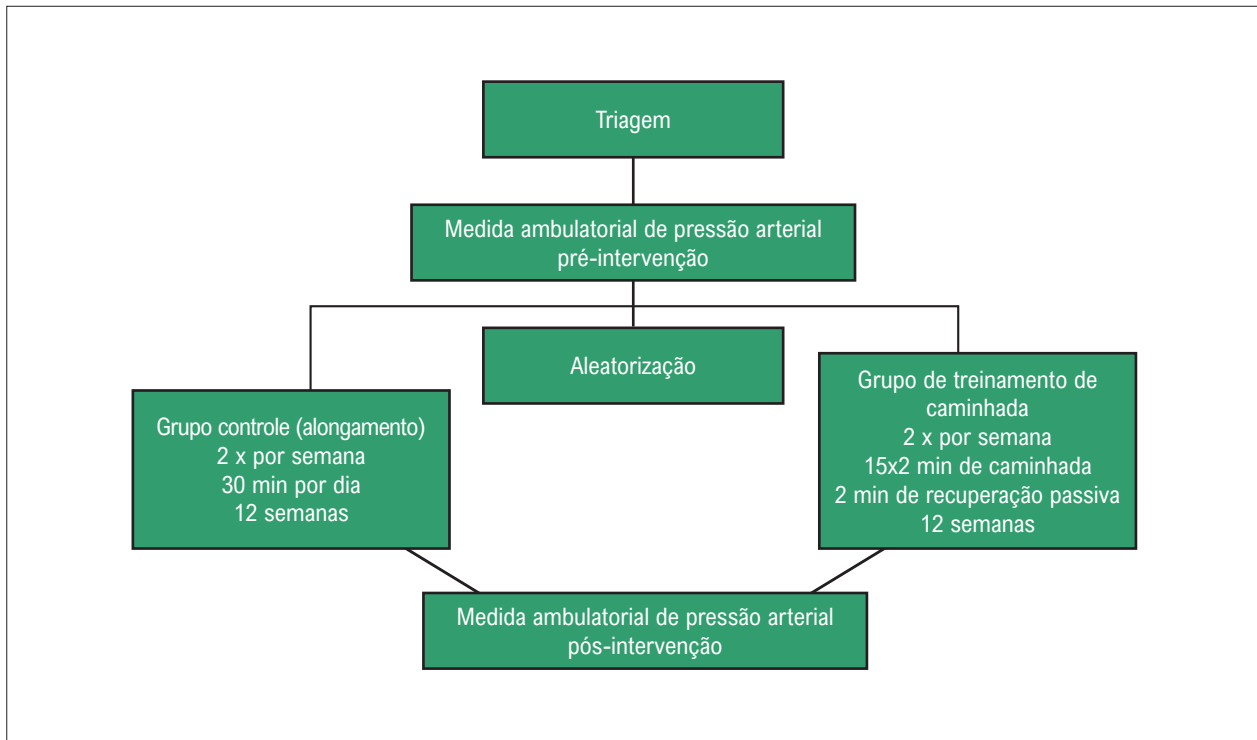 Triagem
Medida ambulatorial de pressão arterial
pré-intervenção
Aleatorização
Grupo controle (alongamento)
2 x por semana
30 min por dia
12 semanas
Grupo de treinamento de
caminhada
2 x por semana
15x2 min de caminhada
2 min de recuperação passiva
12 semanas
Medida ambulatorial de pressão arterial
pós-intervenção